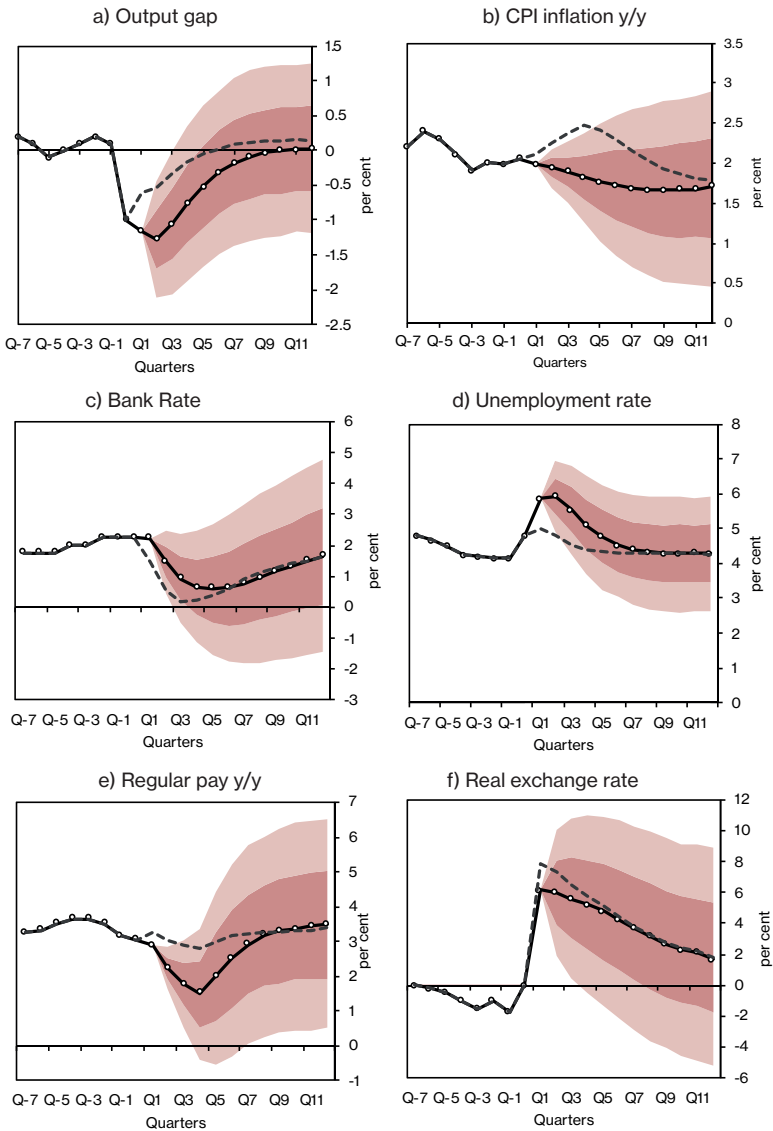 a) Output gap
1.5
1
0.5
0
-0.5
-1
-1.5
-2
-2.5
per cent
Q-7 Q-5 Q-3 Q-1 Q1 Q3 Q5 Q7 Q9 Q11
Quarters
b) CPI inflation y/y
3.5
3
2.5
2
1.5
1
0.5
0
per cent
Q-7 Q-5 Q-3 Q-1 Q1 Q3 Q5 Q7 Q9 Q11
Quarters
c) Bank Rate
6
5
4
3
2
1
0
-1
-2
-3
per cent
Q-7 Q-5 Q-3 Q-1 Q1 Q3 Q5 Q7 Q9 Q11
Quarters
d) Unemployment rate
8
7
6
5
4
3
2
1
0
per cent
Q-7 Q-5 Q-3 Q-1 Q1 Q3 Q5 Q7 Q9 Q11
Quarters
e) Regular pay y/y
7
6
5
4
3
2
1
0
-1
per cent
Q-7 Q-5 Q-3 Q-1 Q1 Q3 Q5 Q7 Q9 Q11
Quarters
f) Real exchange rate
12
10
8
6
4
2
0
-2
-4
-6
per cent
Q-7 Q-5 Q-3 Q-1 Q1 Q3 Q5 Q7 Q9 Q11
Quarters